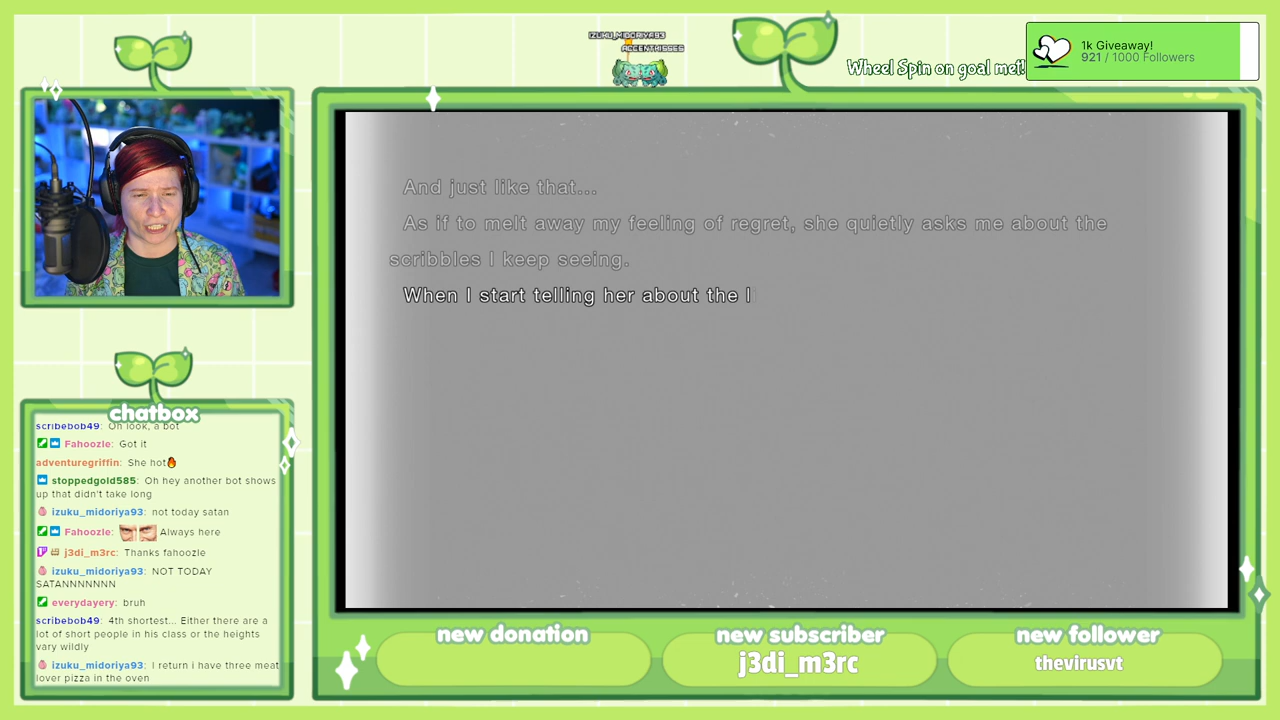 IZUKU_MIDORIYA93
ACCENTHISSES
Wheel Spin on goal met!
1k Giveaway!
921 / 1000 Followers
And just like that...
As if to melt away my feeling of regret, she quietly asks me about the
scribbles I keep seeing.
When I start telling her about the l
chatbox
scribebob49: Oh look, a bot
Fahoozle: Got it
adventuregriffin: She hot🔥
stoppedgold585: Oh hey another bot shows
up that didn't take long
izuku_midoriya93: not today satan
Fahoozle: Always here
j3di_m3rc: Thanks fahoozle
izuku_midoriya93: NOT TODAY
SATANNNNNNN
everydayery: bruh
scribebob49: 4th shortest... Either there are a
lot of short people in his class or the heights
vary wildly
izuku_midoriya93: I return i have three meat
lover pizza in the oven
new donation
new subscriber
j3di_m3rc
new follower
thevirusvt